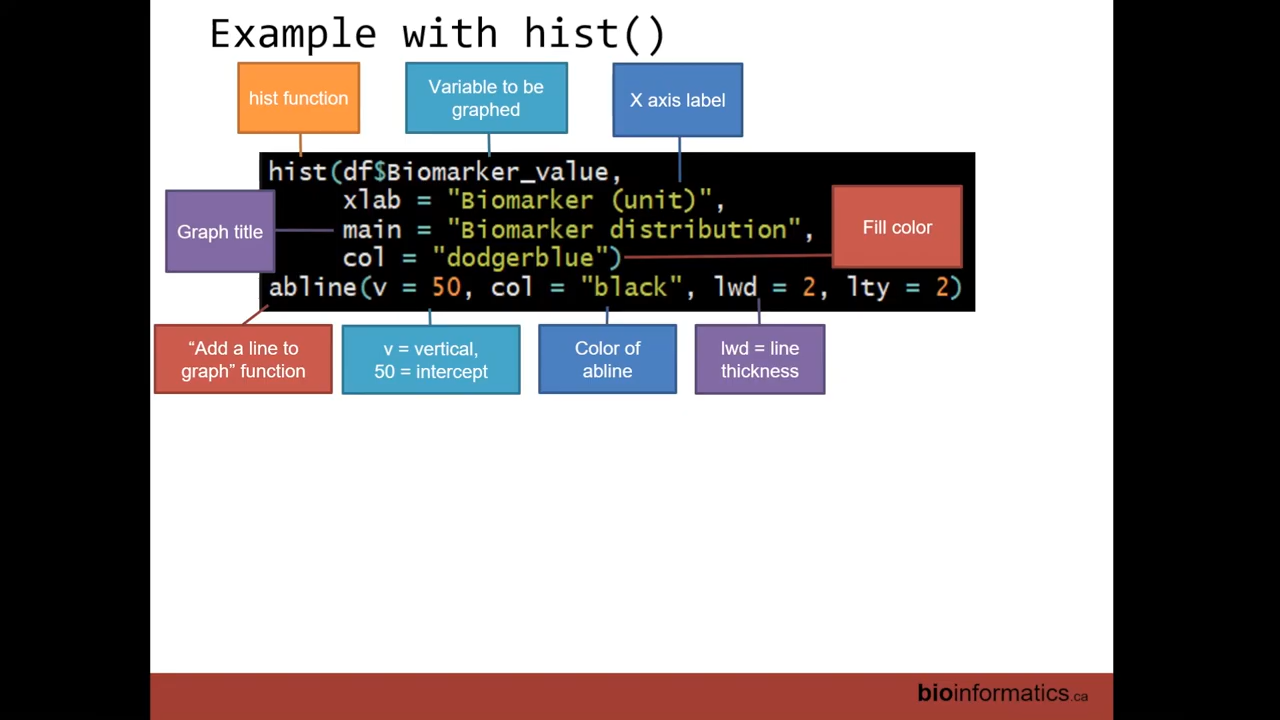 Example with hist()
hist function
Variable to be
graphed
X axis label
hist(df$Biomarker_value,
xlab = "Biomarker (unit)",
main = "Biomarker distribution",
col = "dodgerblue")
abline(v = 50, col = "black", lwd = 2, lty = 2)
Graph title
Fill color
“Add a line to
graph” function
v = vertical,
50 = intercept
Color of
abline
lwd = line
thickness
bioinformatics.ca